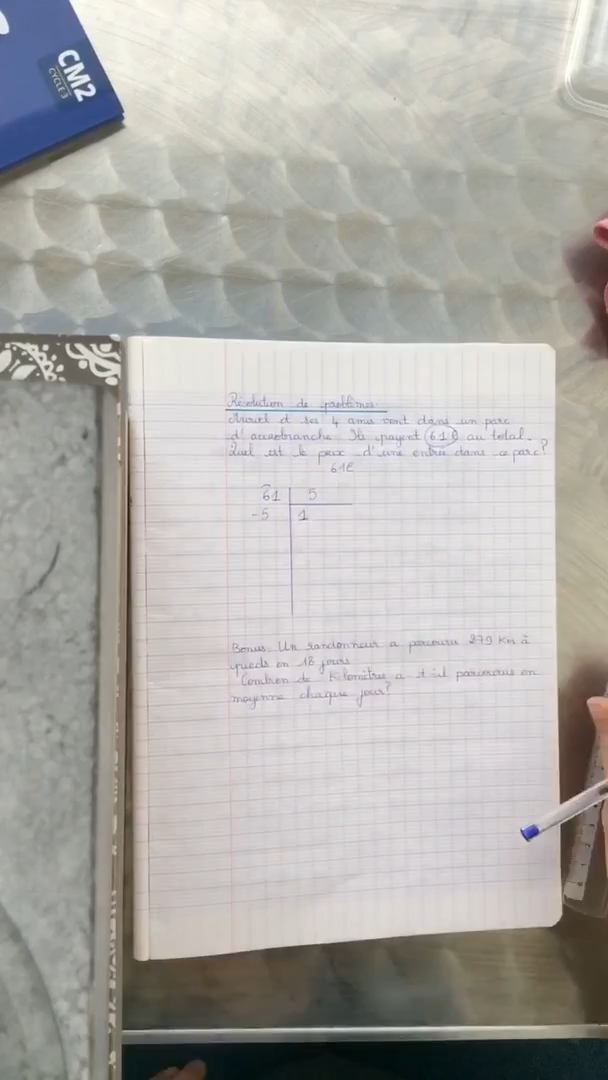 CM2
CYCLE 3
Résolution de problèmes.
Muriel et ses 4 amis vont dans un parc
d'accrobranche. Ils payent 61€ au total.
Quel est le prix d'une entrée dans ce parc?
61€
61 5
-5 1
Bonus. Un randonneur a parcouru 279 Km à
pieds en 18 jours
Combien de Kilomètres a-t-il parcourus en
moyenne chaque jour?